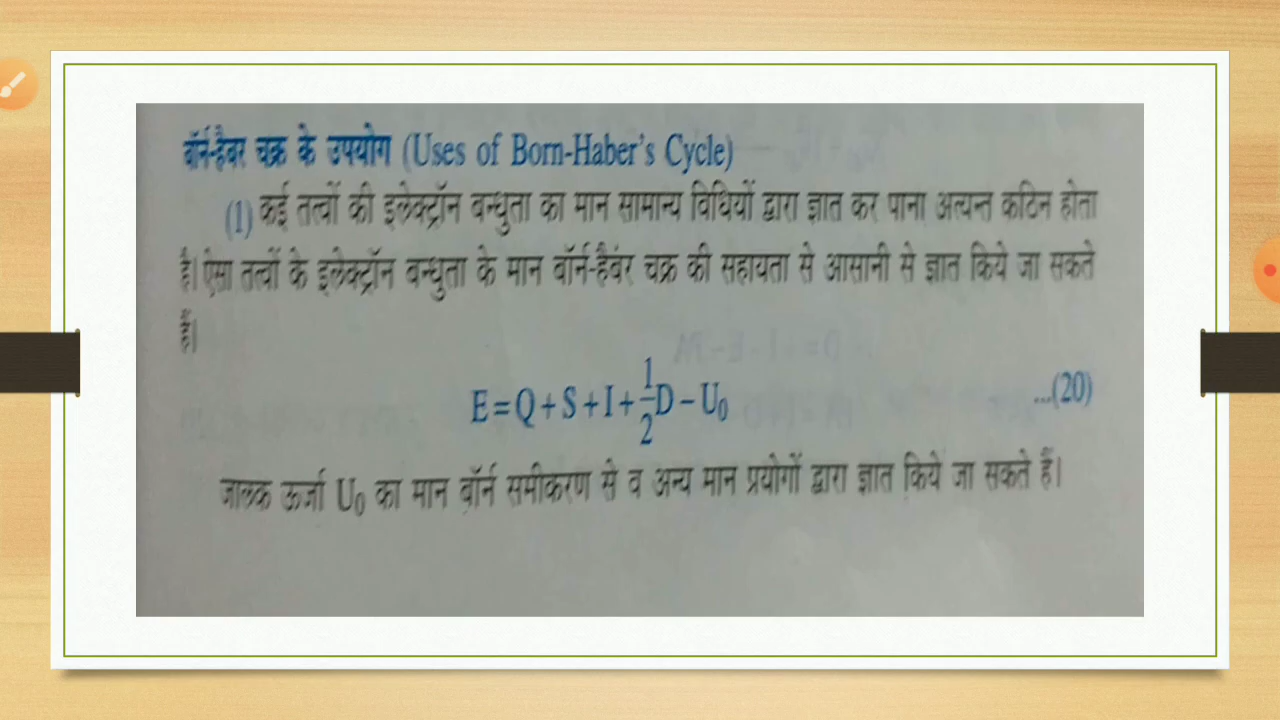 बॉर्न-हैबर चक्र के उपयोग (Uses of Born-Haber's Cycle)
(1) कई तत्वों की इलेक्ट्रॉन बन्धुता का मान सामान्य विधियों द्वारा ज्ञात कर पाना अत्यन्त कठिन होता
है। ऐसा तत्वों के इलेक्ट्रॉन बन्धुता के मान बॉर्न-हैबर चक्र की सहायता से आसानी से ज्ञात किये जा सकते
हैं।
E = Q + S + I + \frac{1}{2}D - U₀ ...(20)
जालक ऊर्जा U₀ का मान बॉर्न समीकरण से व अन्य मान प्रयोगों द्वारा ज्ञात किये जा सकते हैं।